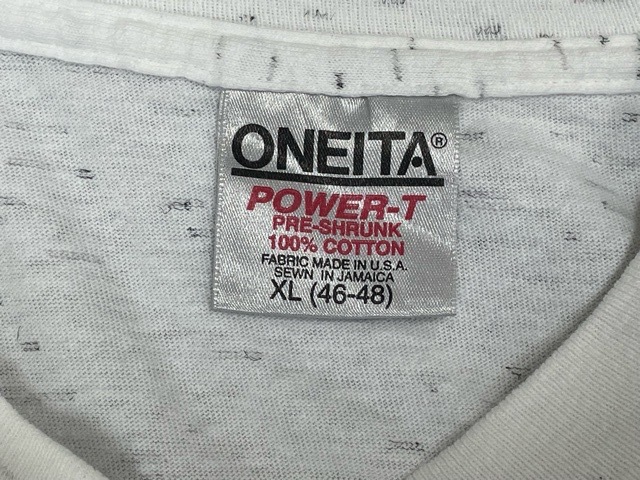 ONEITA®
POWER-T
PRE-SHRUNK
100% COTTON
FABRIC MADE IN U.S.A.
SEWN IN JAMAICA
XL (46-48)